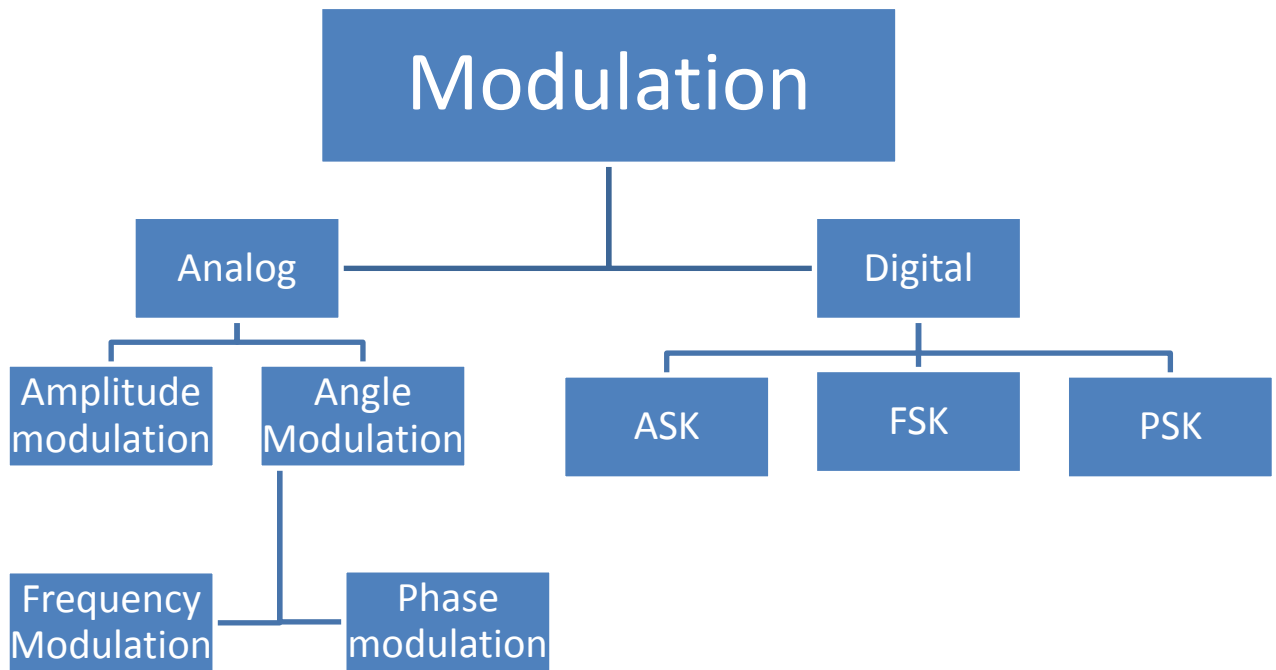 Modulation
Analog
Digital
Amplitude
modulation
Angle
Modulation
ASK
FSK
PSK
Frequency
Modulation
Phase
modulation